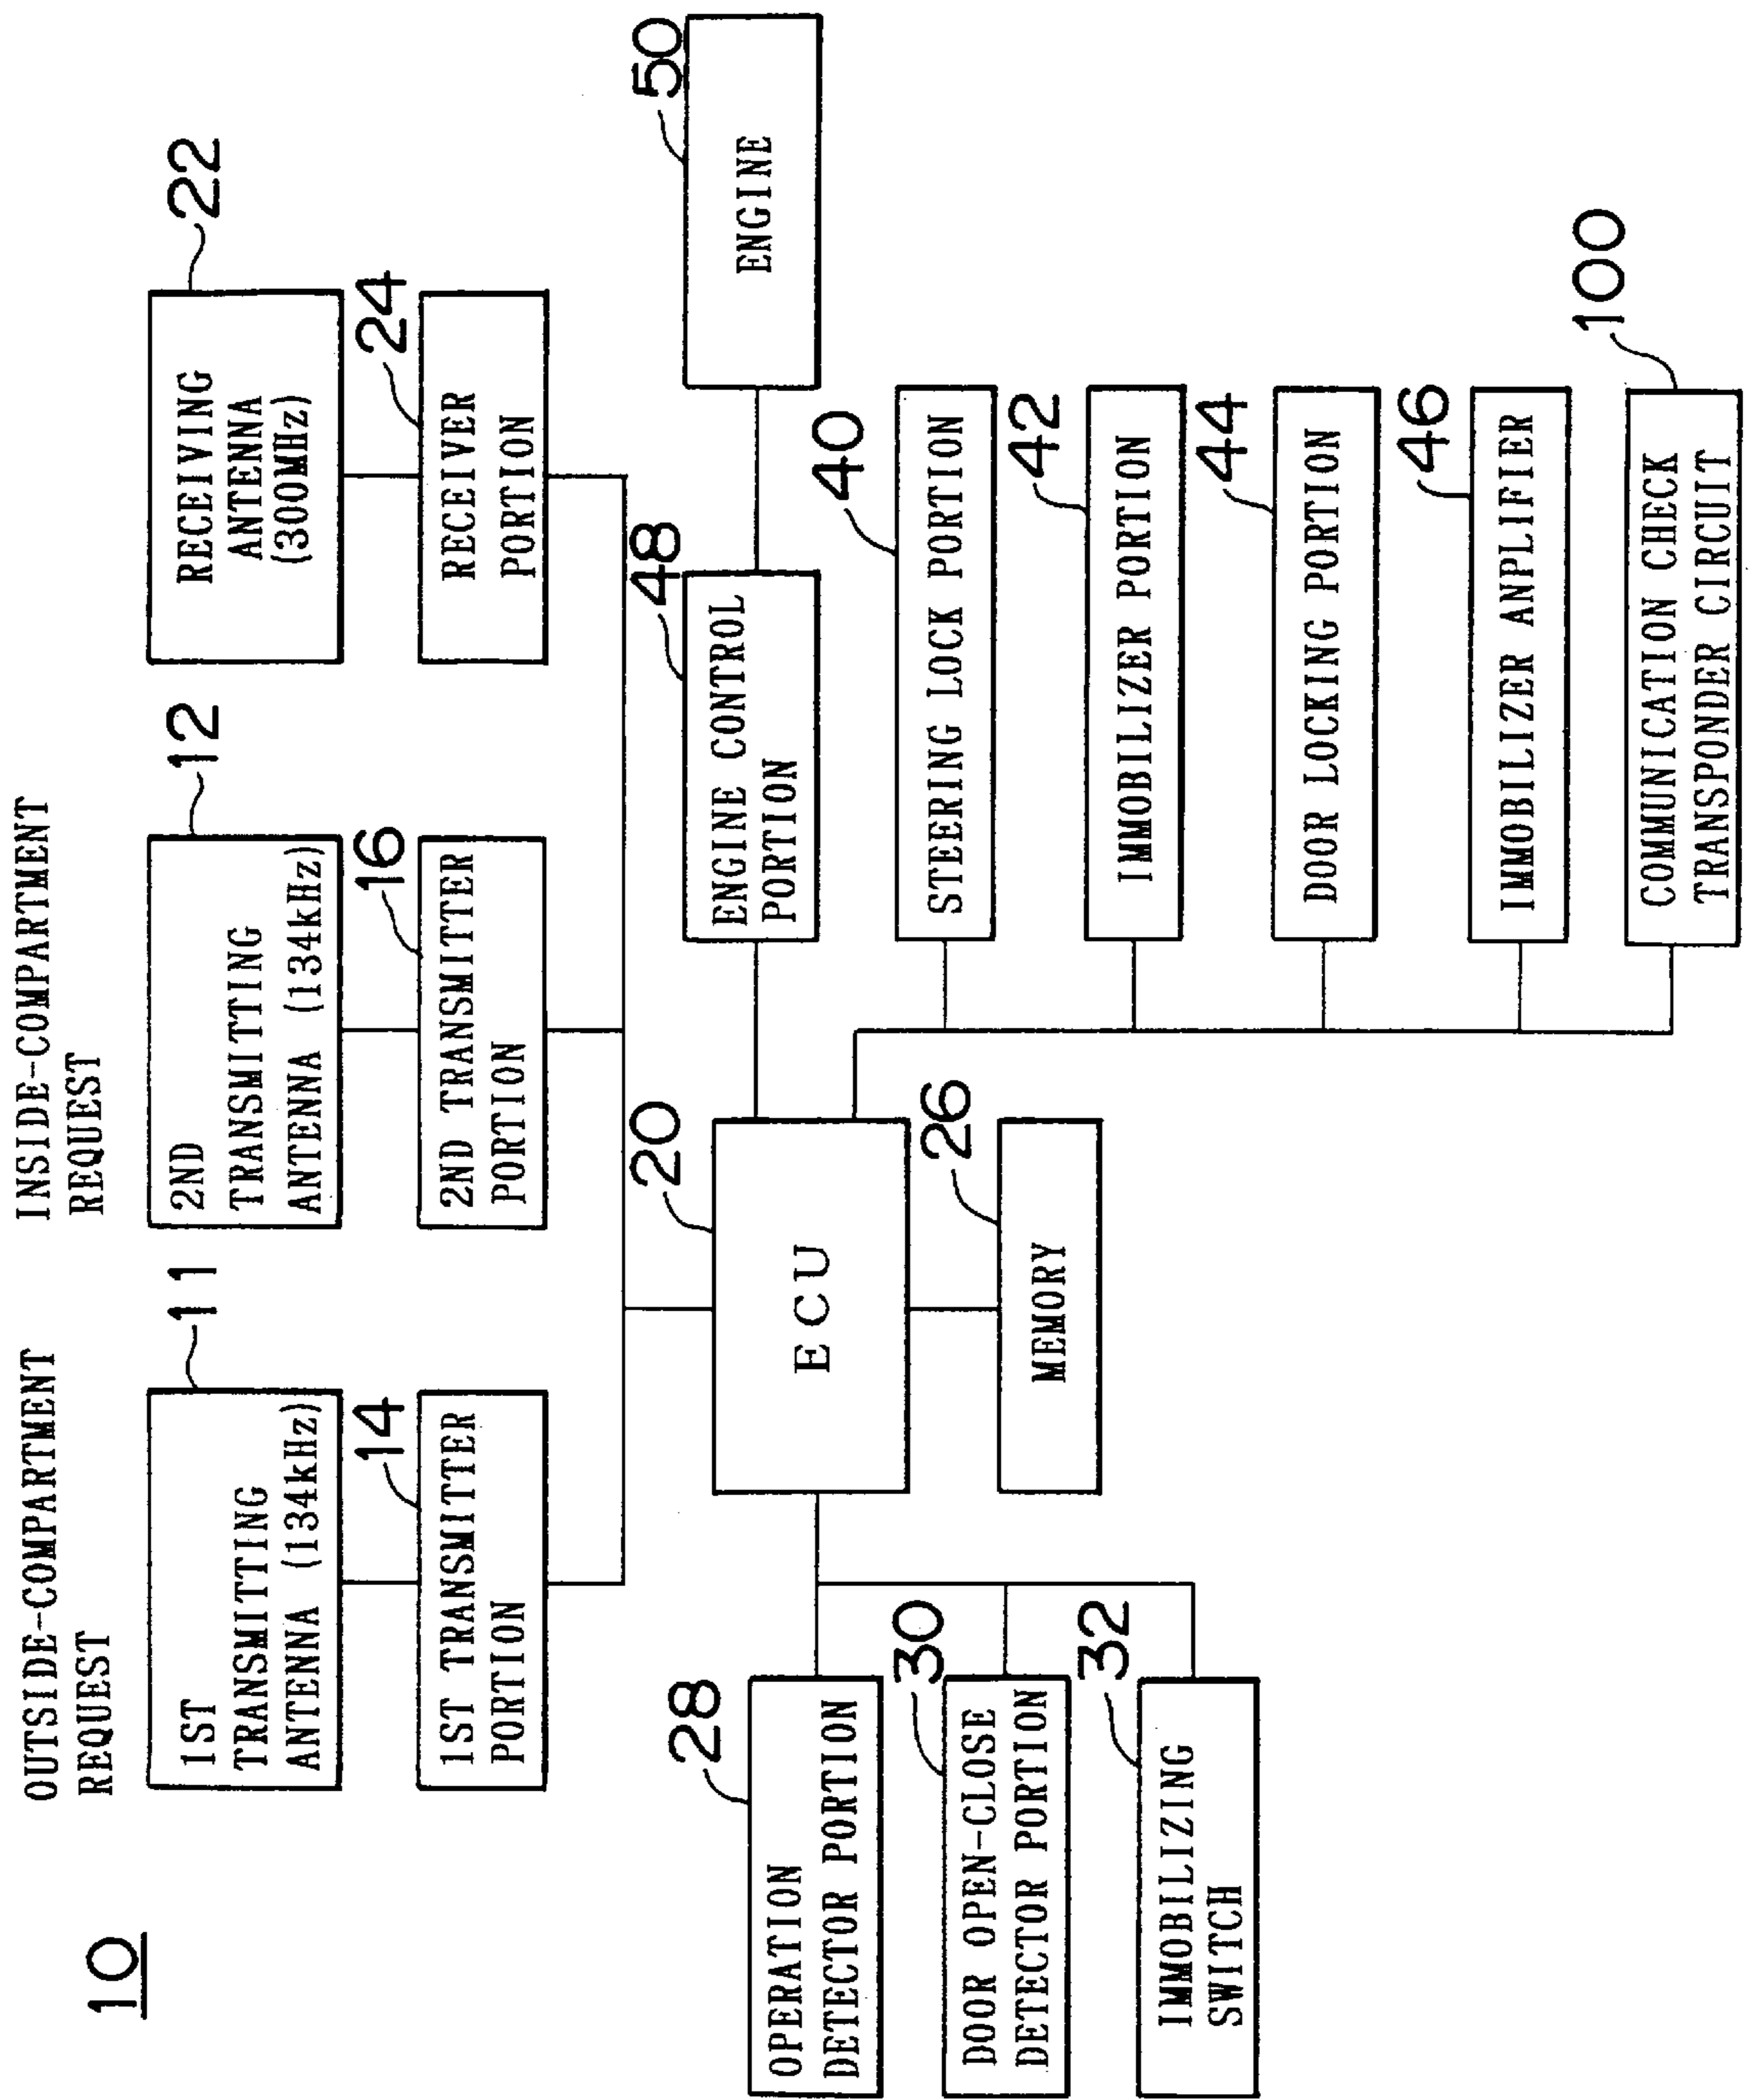 10
OUTSIDE-COMPARTMENT
REQUEST
INSIDE-COMPARTMENT
REQUEST
11
1ST
TRANSMITTING
ANTENNA (134kHz)
12
2ND
TRANSMITTING
ANTENNA (134kHz)
22
RECEIVING
ANTENNA
(300MHz)
14
1ST TRANSMITTER
PORTION
16
2ND TRANSMITTER
PORTION
24
RECEIVER
PORTION
28
OPERATION
DETECTOR PORTION
20
ECU
48
ENGINE CONTROL
PORTION
50
ENGINE
30
DOOR OPEN-CLOSE
DETECTOR PORTION
26
MEMORY
40
STEERING LOCK PORTION
32
IMMOBILIZING
SWITCH
42
IMMOBILIZER PORTION
44
DOOR LOCKING PORTION
46
IMMOBILIZER ANPLIFIER
100
COMMUNICATION CHECK
TRANSPONDER CIRCUIT